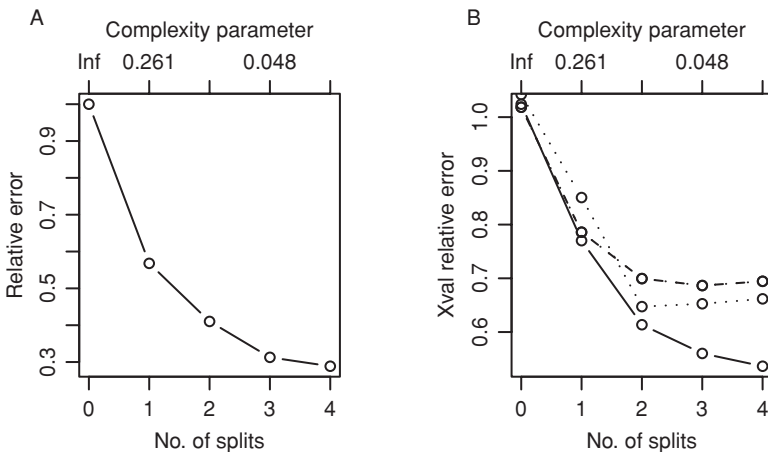 A
Complexity parameter
Inf 0.261 0.048
Relative error
0.9
0.7
0.5
0.3
0 1 2 3 4
No. of splits
B
Complexity parameter
Inf 0.261 0.048
Xval relative error
1.0
0.9
0.8
0.7
0.6
0 1 2 3 4
No. of splits